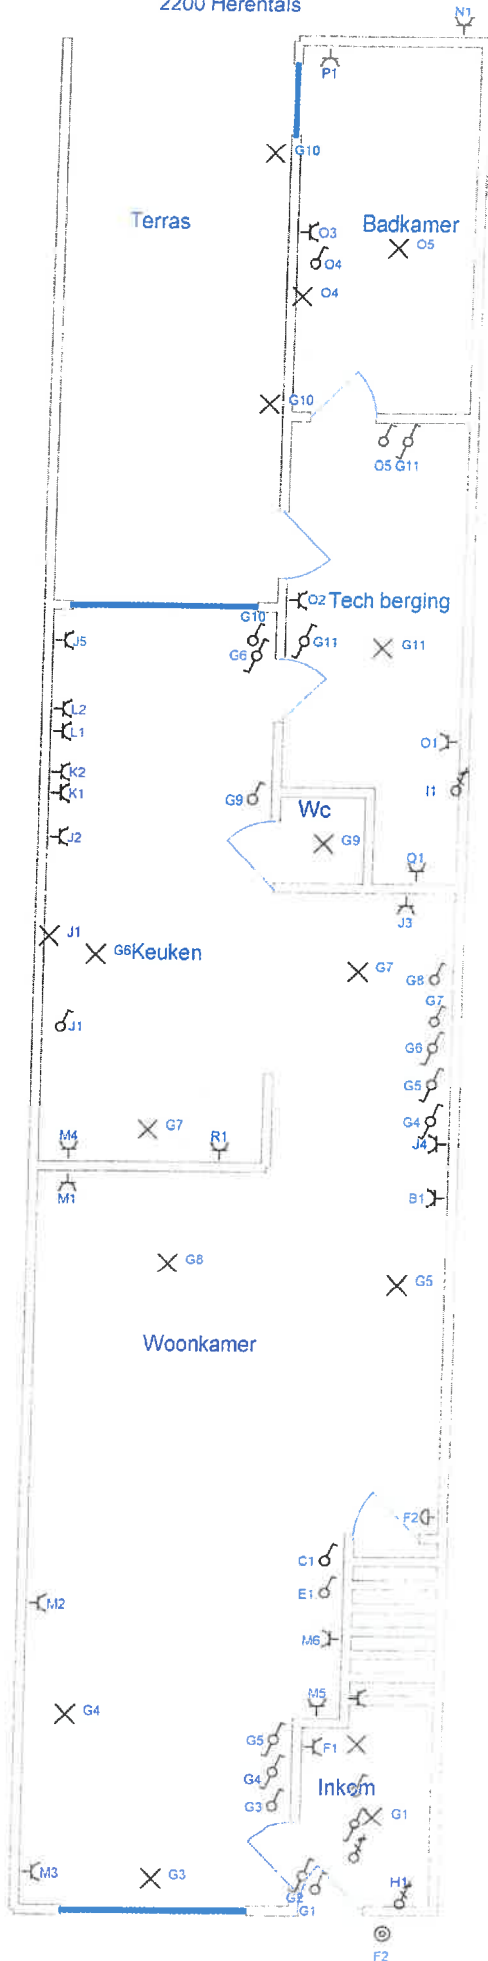 2200 Herentals
N1
P1
G10
Terras
Badkamer
O3
O5
O4
O4
G10
O5 G11
O2 Tech berging
G10
J5
G6
G11
G11
L2
L1
O1
K2
K1
I1
G9
Wc
J2
G9
O1
J3
J1
G6 Keuken
G7
G8
G7
J1
G6
G5
G4
G7
M4
R1
J4
M1
B1
G8
G5
Woonkamer
F2
C1
E1
M2
M6
M5
G4
G5
F1
G4
Inkom
G3
G1
M3
G3
G2
H1
G1
F2